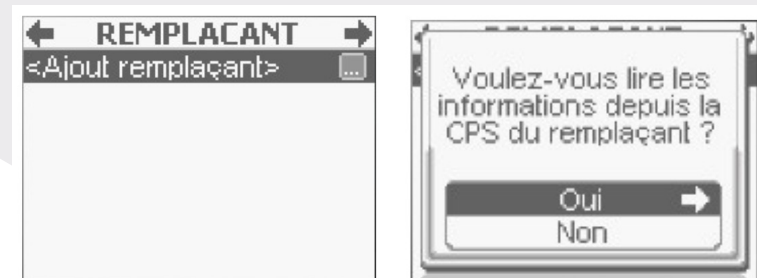 REMPLACANT
<Ajout remplaçant>
...
Voulez-vous lire les
informations depuis la
CPS du remplaçant ?
Oui
Non